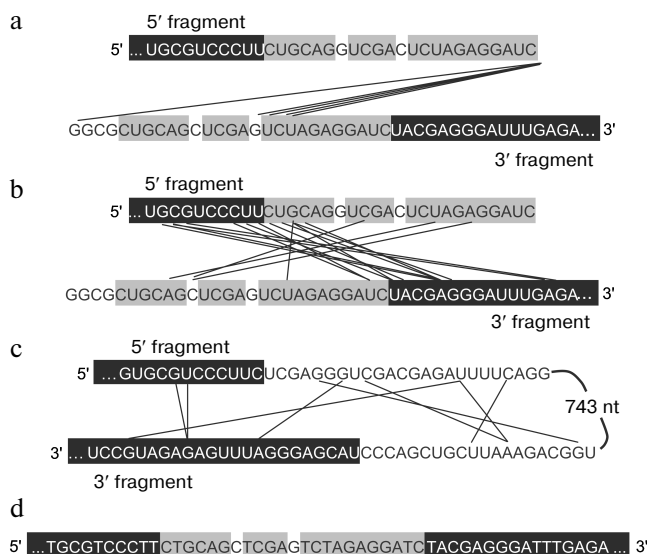 a
5′ fragment
5' ...UGCGUCCCUUCUGCAGGUCGACUCUAGAGGAUC
GGCGCUGCAGCUCGAGUCUAGAGGAUCUACGAGGGAUUUGAGA... 3'
3′ fragment
b
5′ fragment
5' ...UGCGUCCCUUCUGCAGGUCGACUCUAGAGGAUC
GGCGCUGCAGCUCGAGUCUAGAGGAUCUACGAGGGAUUUGAGA... 3'
3′ fragment
c
5′ fragment
5' ...GUGCGUCCCUUCUCGAGGGUCGACGAGAUUUUCAGG
743 nt
3' ... UCCGUAGAGAGUUUAGGGAGCAUCCCAGCUGCUUAAAGACGGU
3′ fragment
d
5' ...TGCGTCCCTTCTGCAGCTCGAGTCTAGAGGATCTACGAGGGATTTGAGA ... 3'